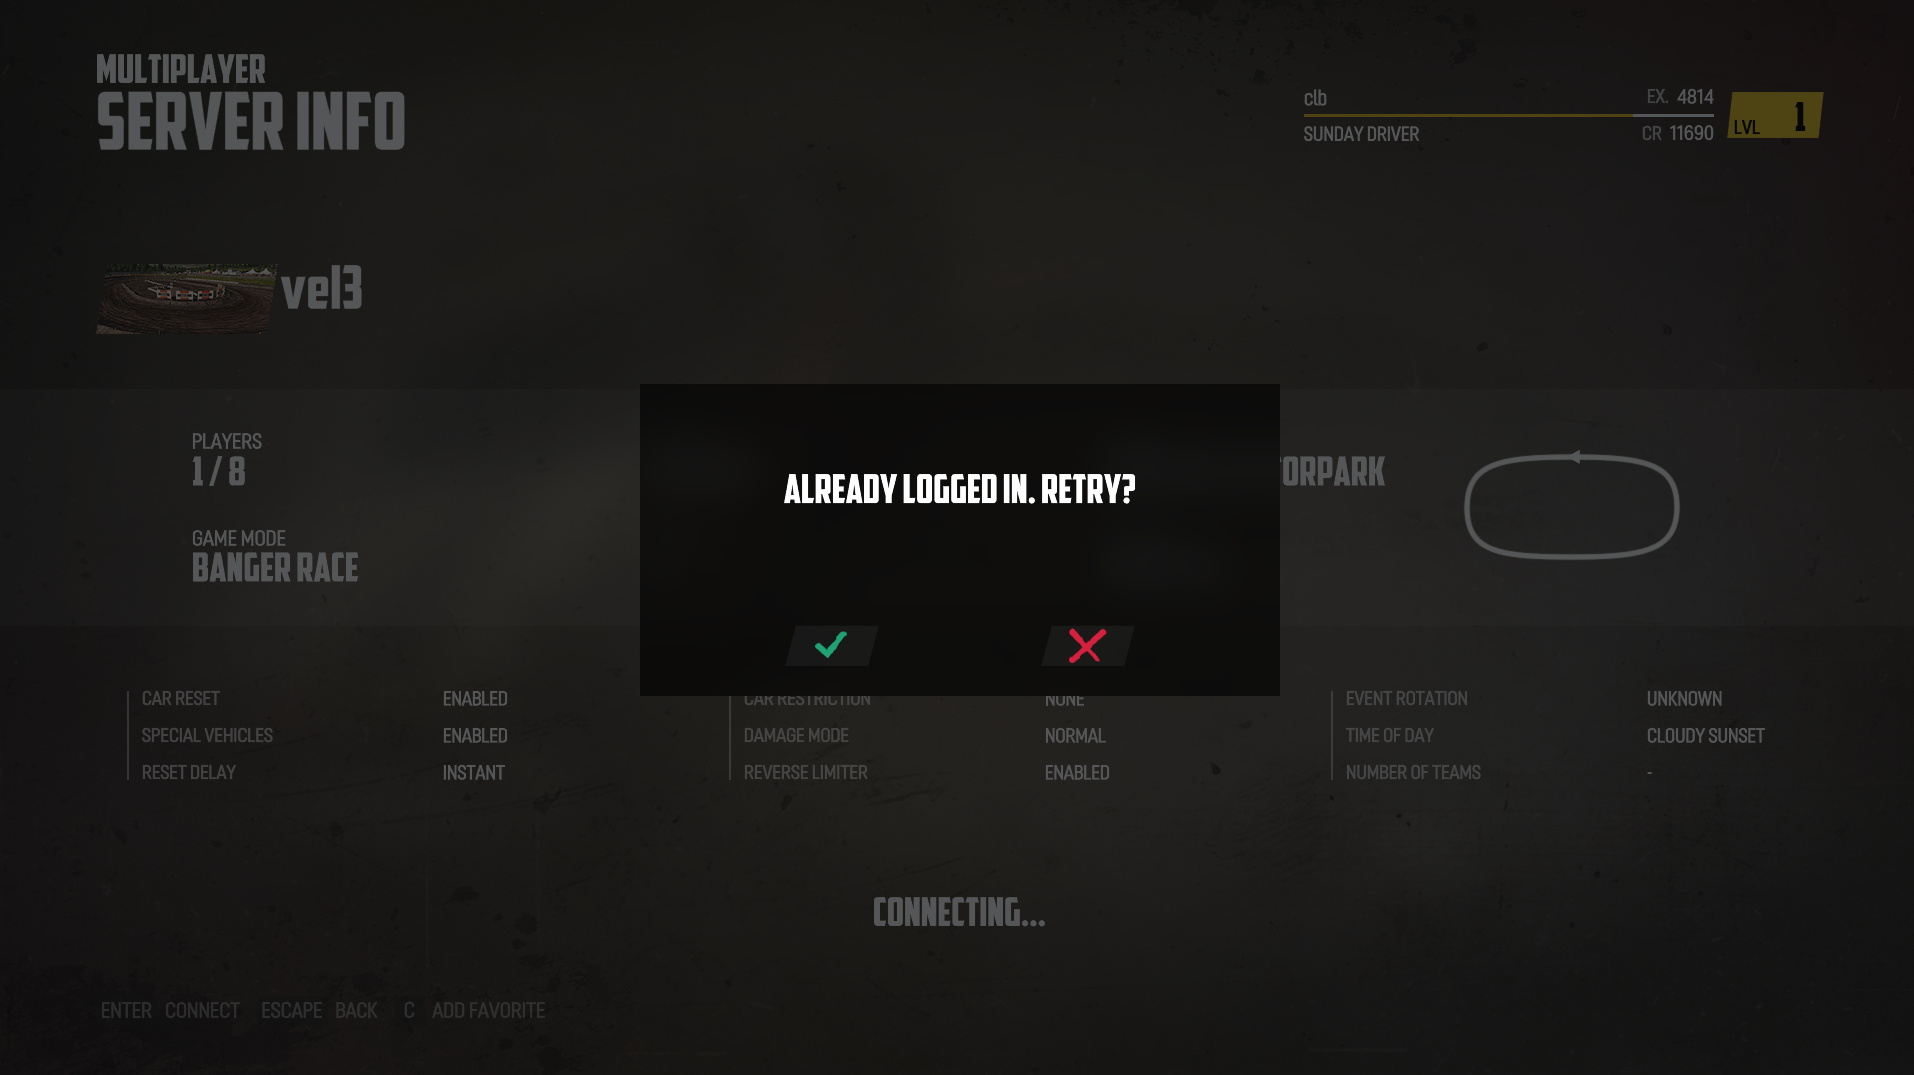 MULTIPLAYER
SERVER INFO
clb
EX. 4814
SUNDAY DRIVER
CR 11690
LVL 1
vel3
PLAYERS
1 / 8
GAME MODE
BANGER RACE
ORPARK
ALREADY LOGGED IN. RETRY?
CAR RESET ENABLED
SPECIAL VEHICLES ENABLED
RESET DELAY INSTANT
CAR RESTRICTION NONE
DAMAGE MODE NORMAL
REVERSE LIMITER ENABLED
EVENT ROTATION UNKNOWN
TIME OF DAY CLOUDY SUNSET
NUMBER OF TEAMS -
CONNECTING...
ENTER CONNECT ESCAPE BACK C ADD FAVORITE